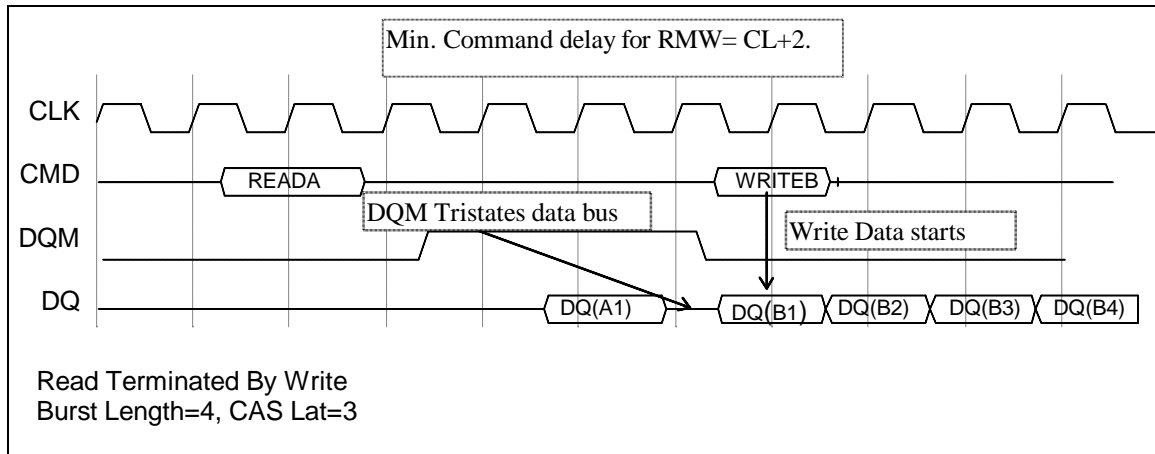 Min. Command delay for RMW= CL+2.
CLK
CMD
READA
WRITEB
DQM Tristates data bus
Write Data starts
DQM
DQ
DQ(A1)
DQ(B1)
DQ(B2)
DQ(B3)
DQ(B4)
Read Terminated By Write
Burst Length=4, CAS Lat=3